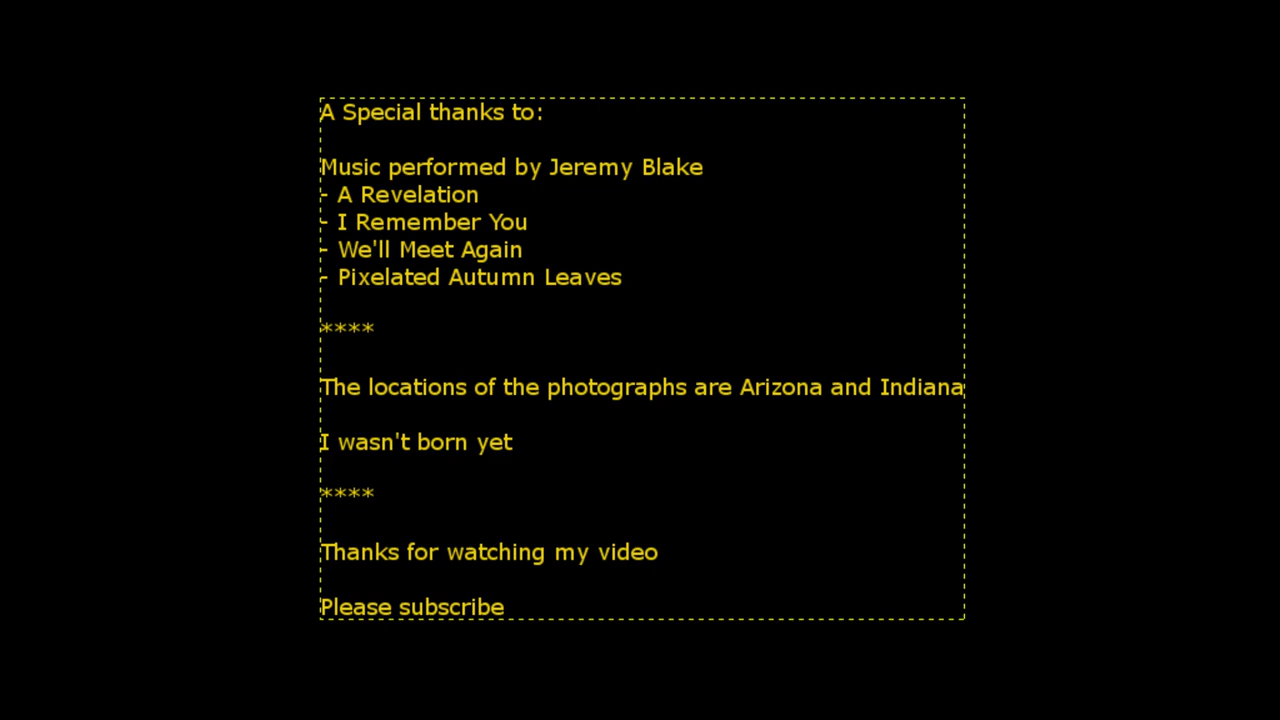 A Special thanks to:
Music performed by Jeremy Blake
- A Revelation
- I Remember You
- We'll Meet Again
- Pixelated Autumn Leaves
****
The locations of the photographs are Arizona and Indiana
I wasn't born yet
****
Thanks for watching my video
Please subscribe